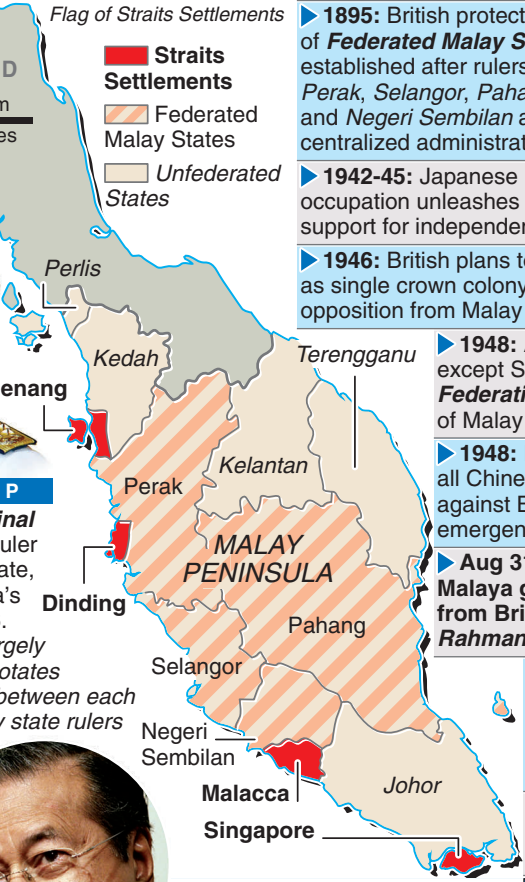 Flag of Straits Settlements
Straits
Settlements
Federated
Malay States
Unfederated
States
1895: British protect
of Federated Malay S
established after rulers
Perak, Selangor, Paha
and Negeri Sembilan a
centralized administrat
1942-45: Japanese
occupation unleashes
support for independen
1946: British plans to
as single crown colony
opposition from Malay
1948:
except S
Federati
of Malay
1948:
all Chines
against B
emergen
Aug 31
Malaya g
from Bri
Rahman
D
m
es
Perlis
Kedah
Terengganu
enang
Kelantan
Perak
MALAY
PENINSULA
Dinding
Pahang
Selangor
Negeri
Sembilan
Malacca
Johor
Singapore
P
inal
uler
ate,
a's
rgely
otates
between each
y state rulers